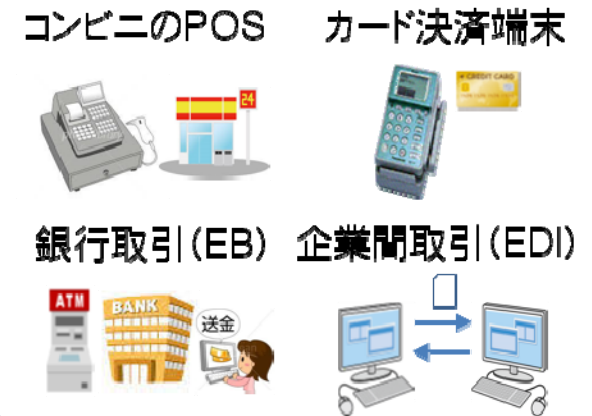 コンビニのPOS
カード決済端末
24
CREDIT CARD
銀行取引(EB)
企業間取引(EDI)
ATM
BANK
送金